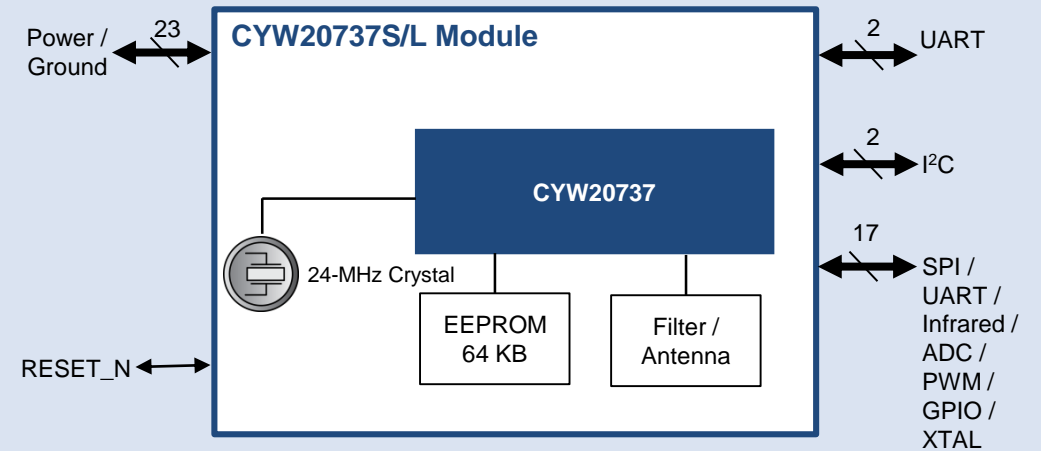 Power /
Ground
23
CYW20737S/L Module
2
UART
2
I²C
CYW20737
17
24-MHz Crystal
SPI /
UART /
Infrared /
ADC /
PWM /
GPIO /
XTAL
EEPROM
64 KB
Filter /
Antenna
RESET_N